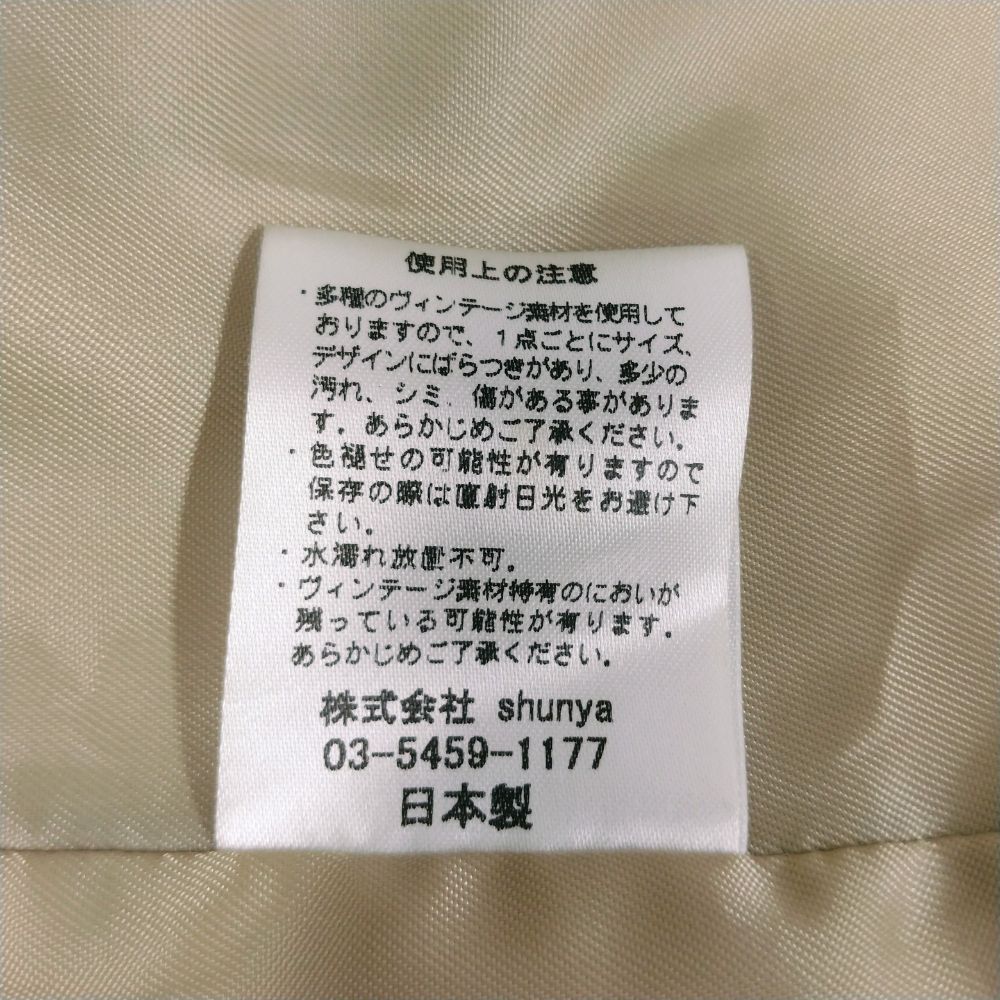 使用上の注意
・多種のヴィンテージ素材を使用して
おりますので、1点ごとにサイズ、
デザインにばらつきがあり、多少の
汚れ、シミ、傷がある事がありま
す。あらかじめご了承ください。
・色褪せの可能性が有りますので
保存の際は直射日光をお避け下
さい。
・水濡れ放置不可。
・ヴィンテージ素材特有のにおいが
残っている可能性が有ります。
あらかじめご了承ください。
株式会社 shunya
03-5459-1177
日本製